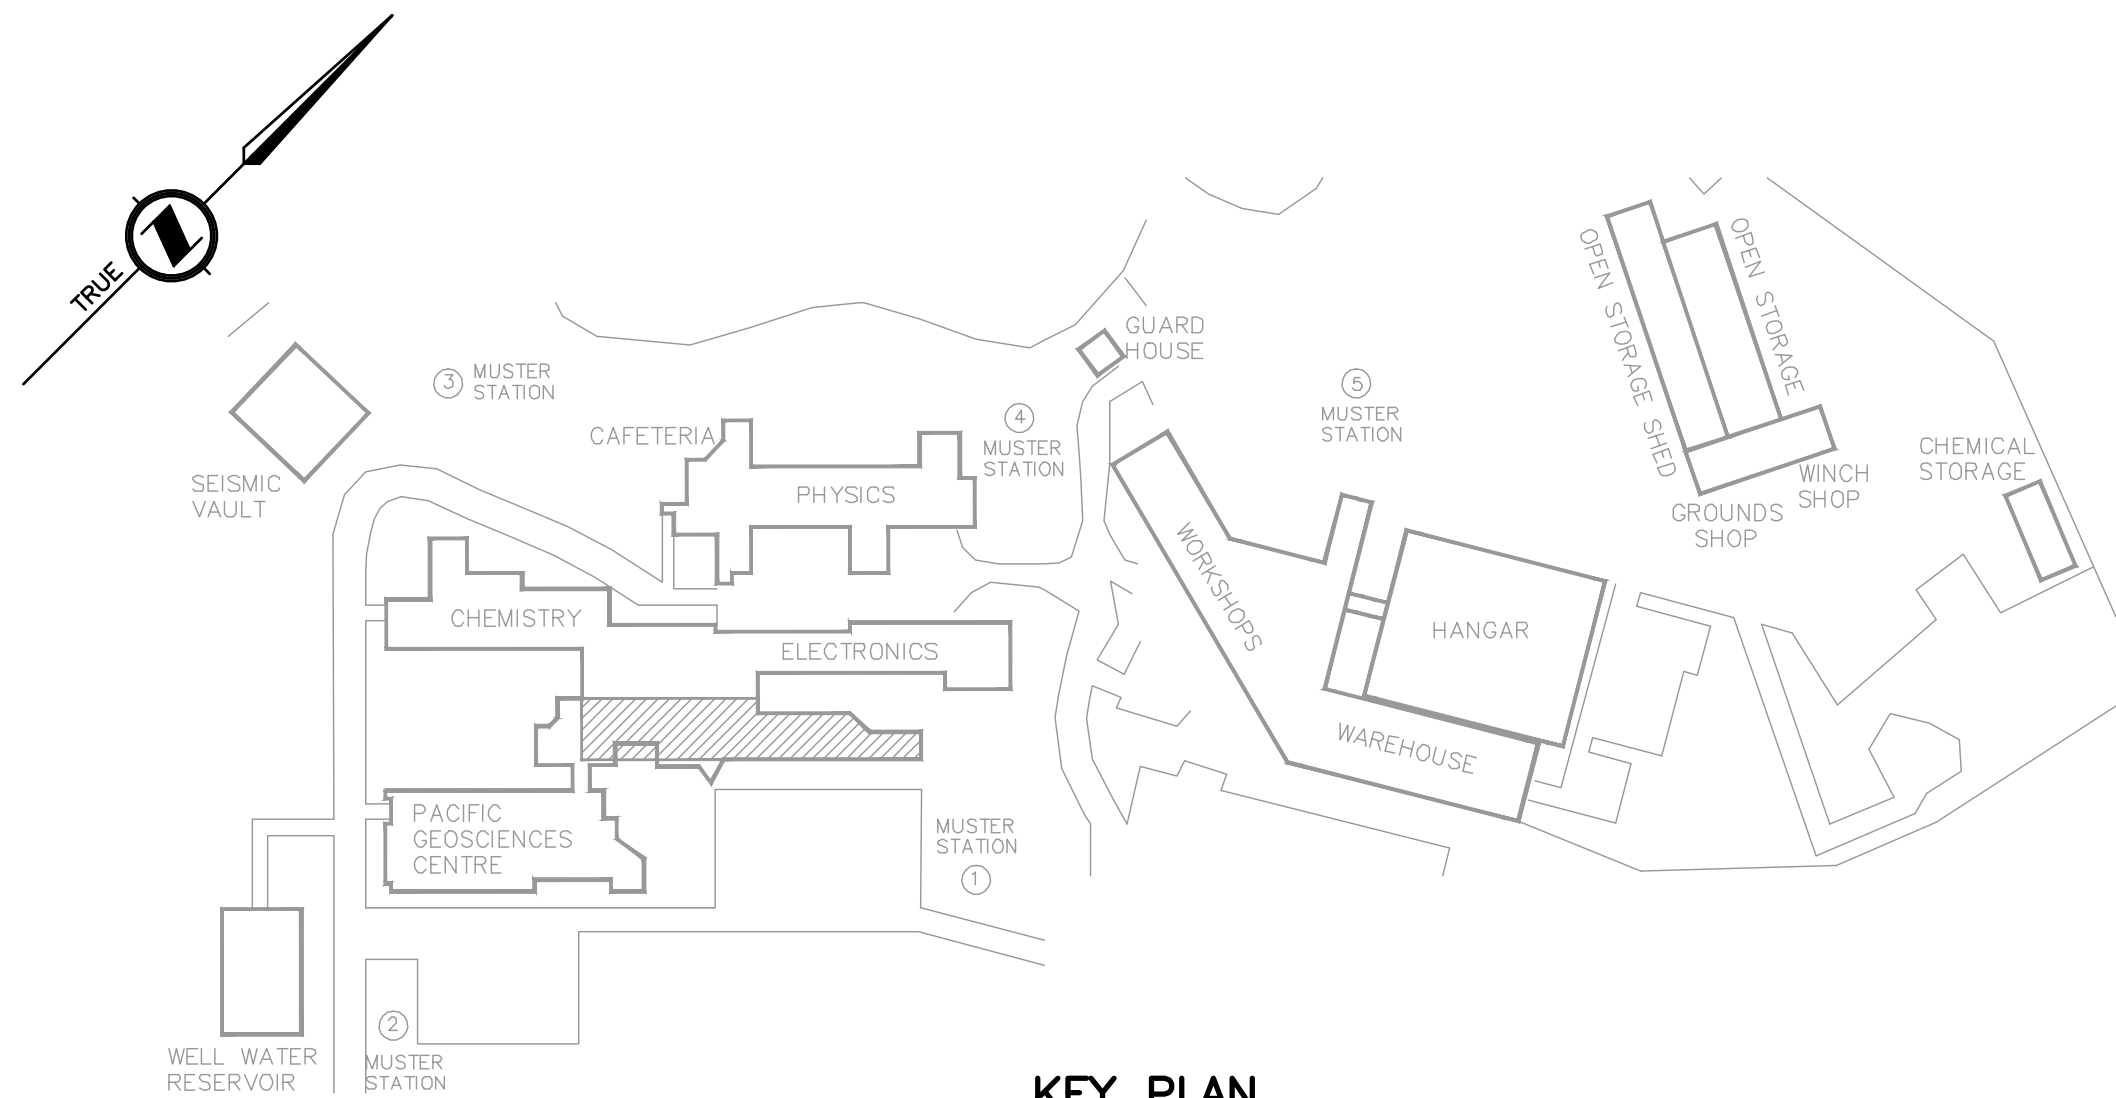 TRUE
GUARD
HOUSE
3
MUSTER
STATION
5
MUSTER
STATION
OPEN STORAGE SHED
OPEN STORAGE
CAFETERIA
4
MUSTER
STATION
CHEMICAL
STORAGE
SEISMIC
VAULT
PHYSICS
WINCH
SHOP
GROUNDS
SHOP
WORKSHOPS
CHEMISTRY
HANGAR
ELECTRONICS
WAREHOUSE
PACIFIC
GEOSCIENCES
CENTRE
MUSTER
STATION
1
2
MUSTER
STATION
WELL WATER
RESERVOIR
KEY PLAN